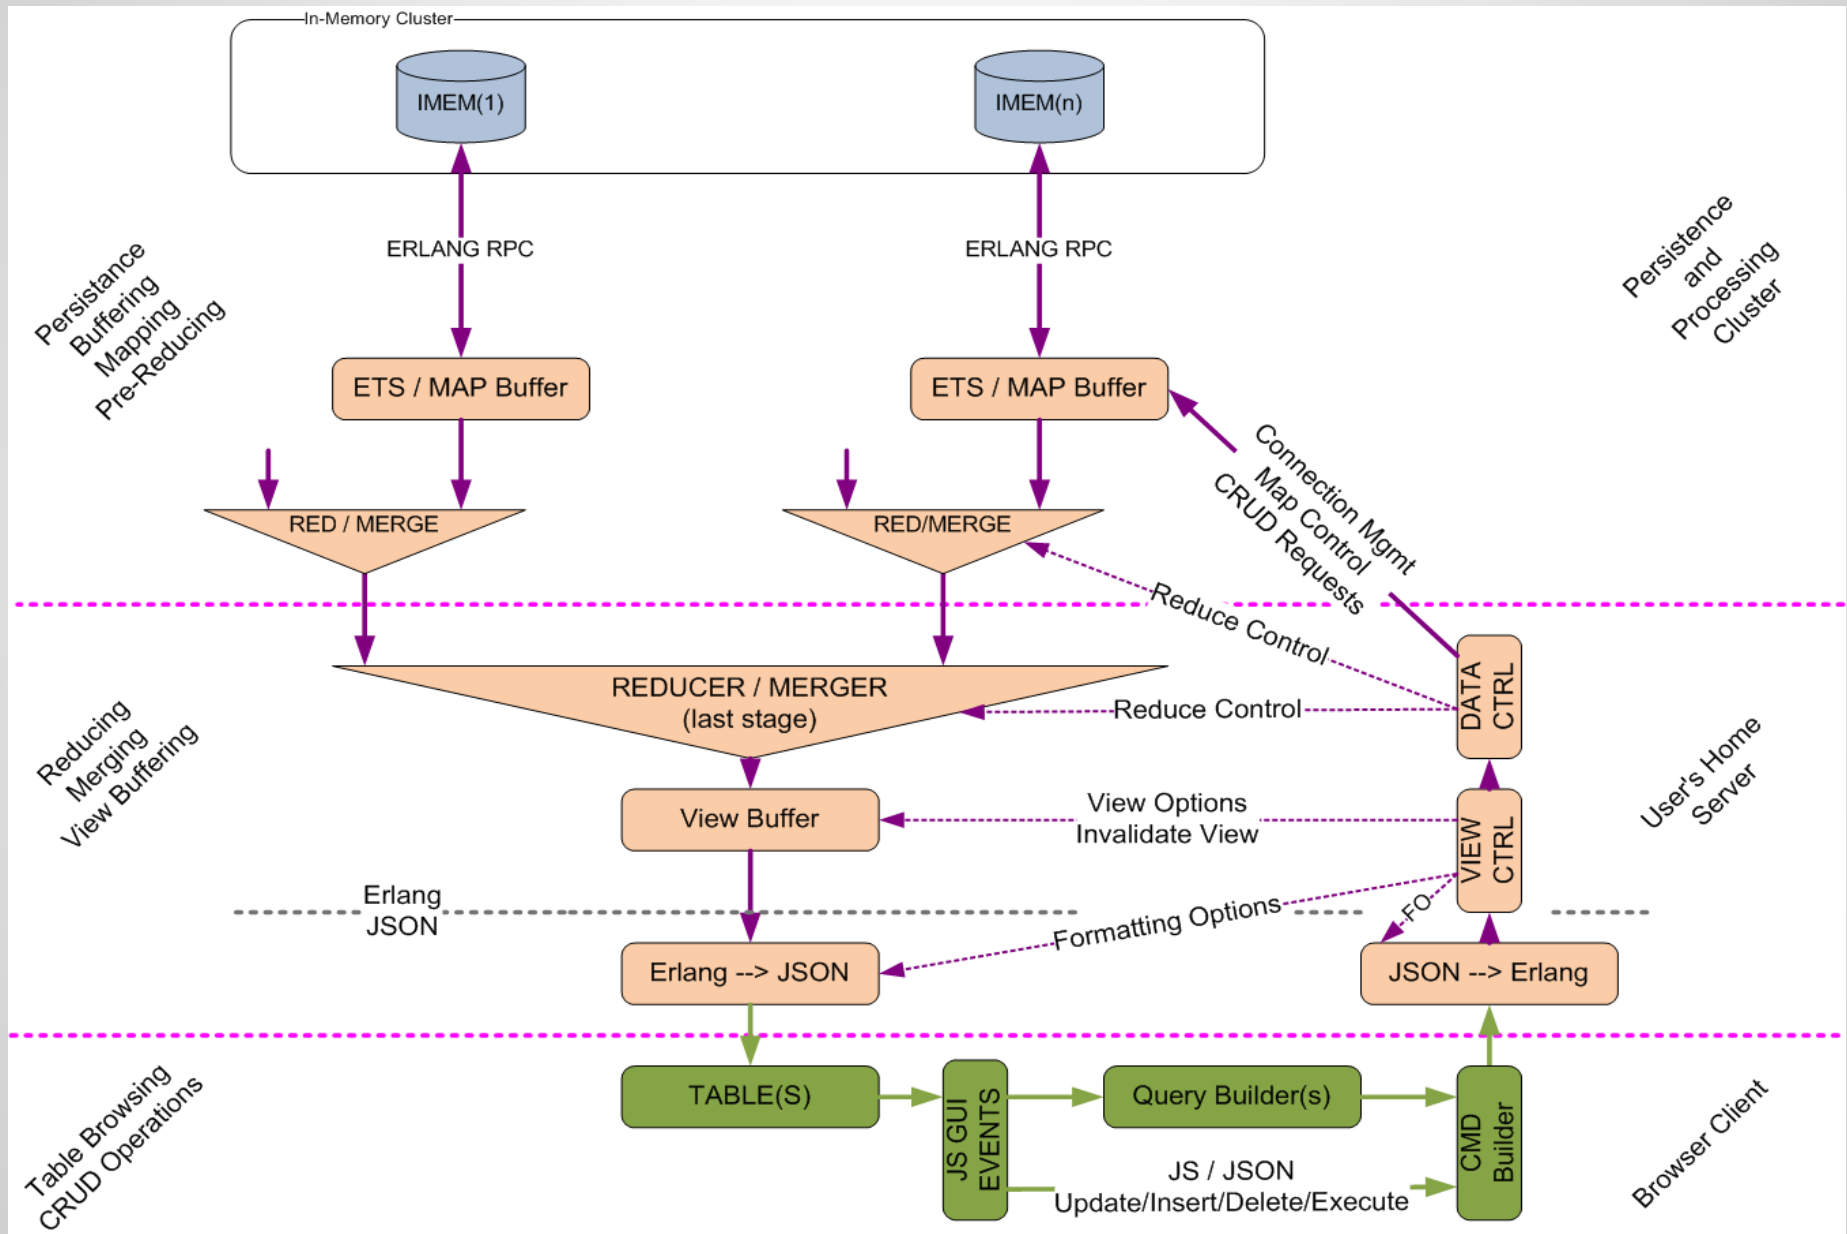 In-Memory Cluster
IMEM(1)
IMEM(n)
ERLANG RPC
ERLANG RPC
Persistance
Buffering
Mapping
Pre-Reducing
Persistence
and
Processing
Cluster
ETS / MAP Buffer
ETS / MAP Buffer
Connection Mgmt
Map Control
CRUD Requests
RED / MERGE
RED/MERGE
Reduce Control
REDUCER / MERGER
(last stage)
Reduce Control
DATA
CTRL
Reducing
Merging
View Buffering
User's Home
Server
View Buffer
View Options
Invalidate View
VIEW
CTRL
Erlang
JSON
Formatting Options
FO
Erlang --> JSON
JSON --> Erlang
Table Browsing
CRUD Operations
TABLE(S)
JS GUI
EVENTS
Query Builder(s)
CMD
Builder
JS / JSON
Update/Insert/Delete/Execute
Browser Client